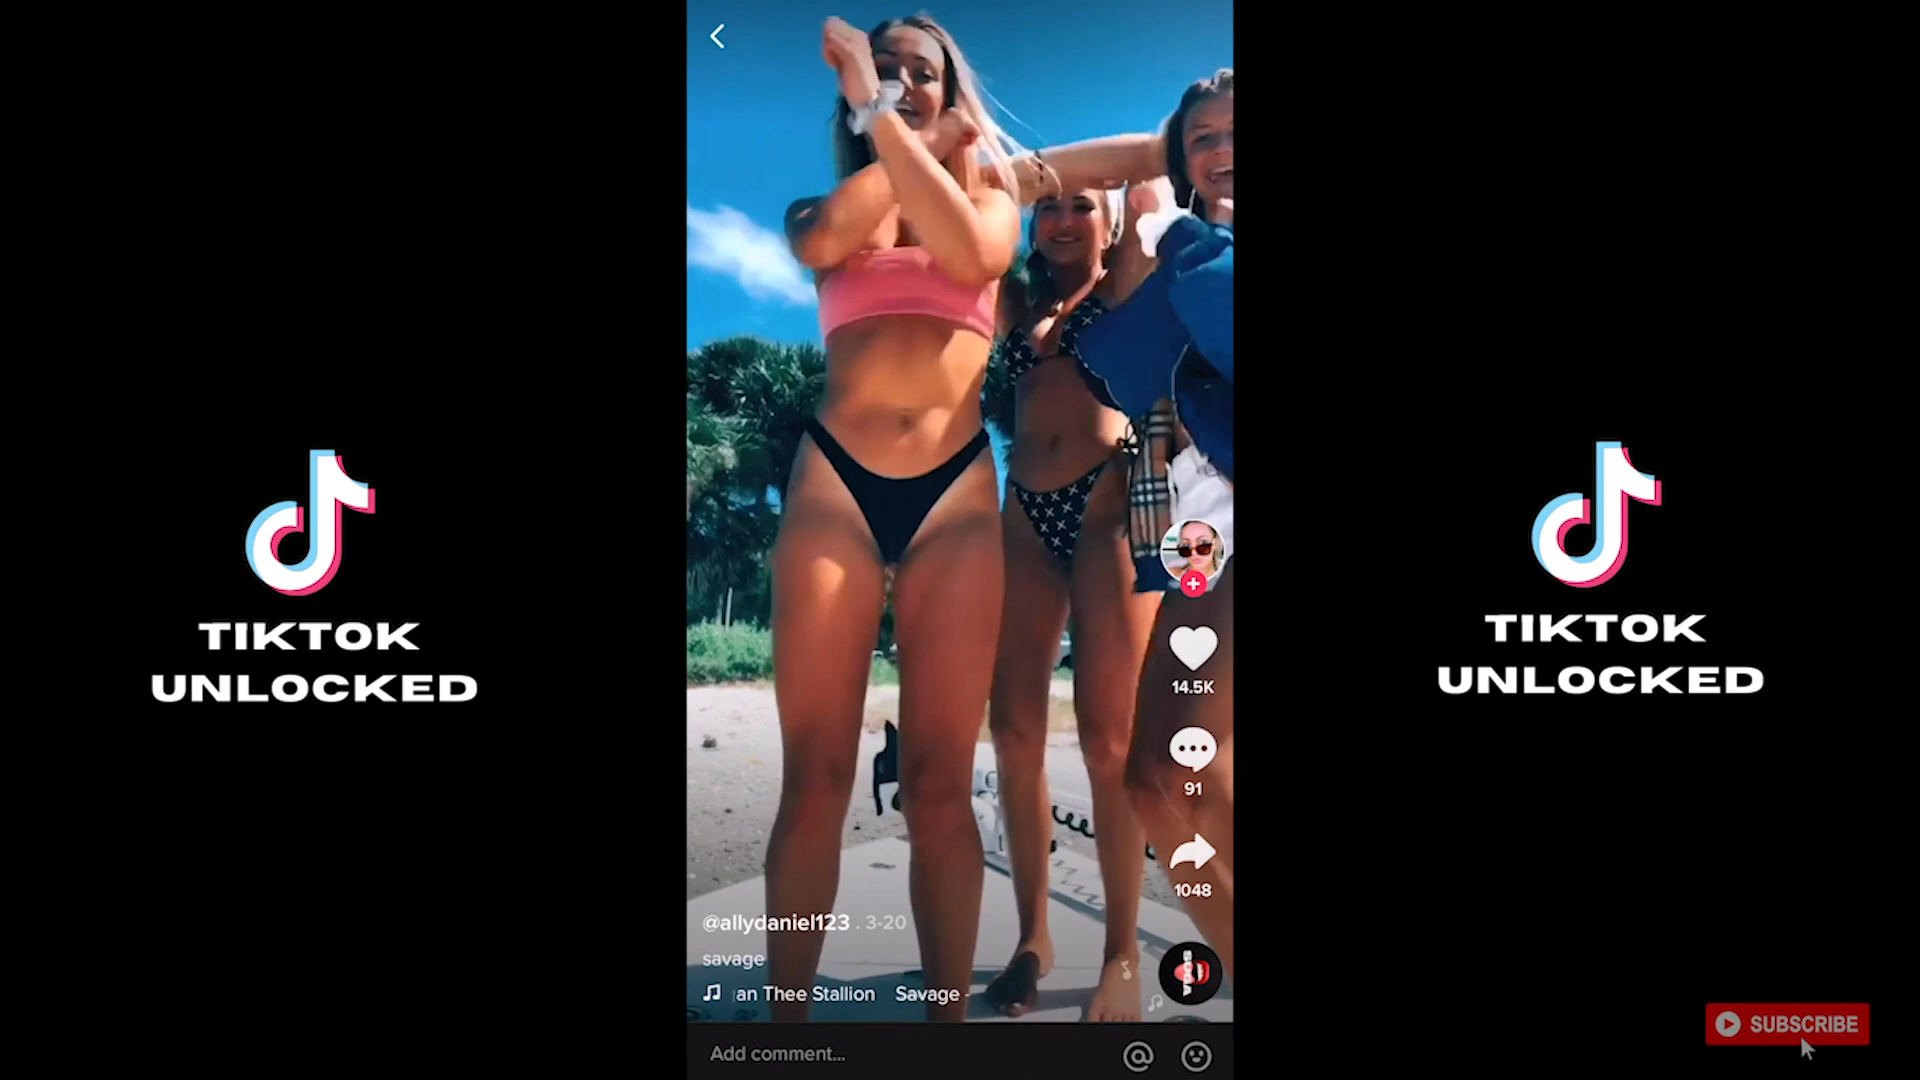 TIKTOK
UNLOCKED
14.5K
91
1048
@allydaniel123 . 3-20
savage
an Thee Stallion Savage -
Add comment...
TIKTOK
UNLOCKED
SUBSCRIBE